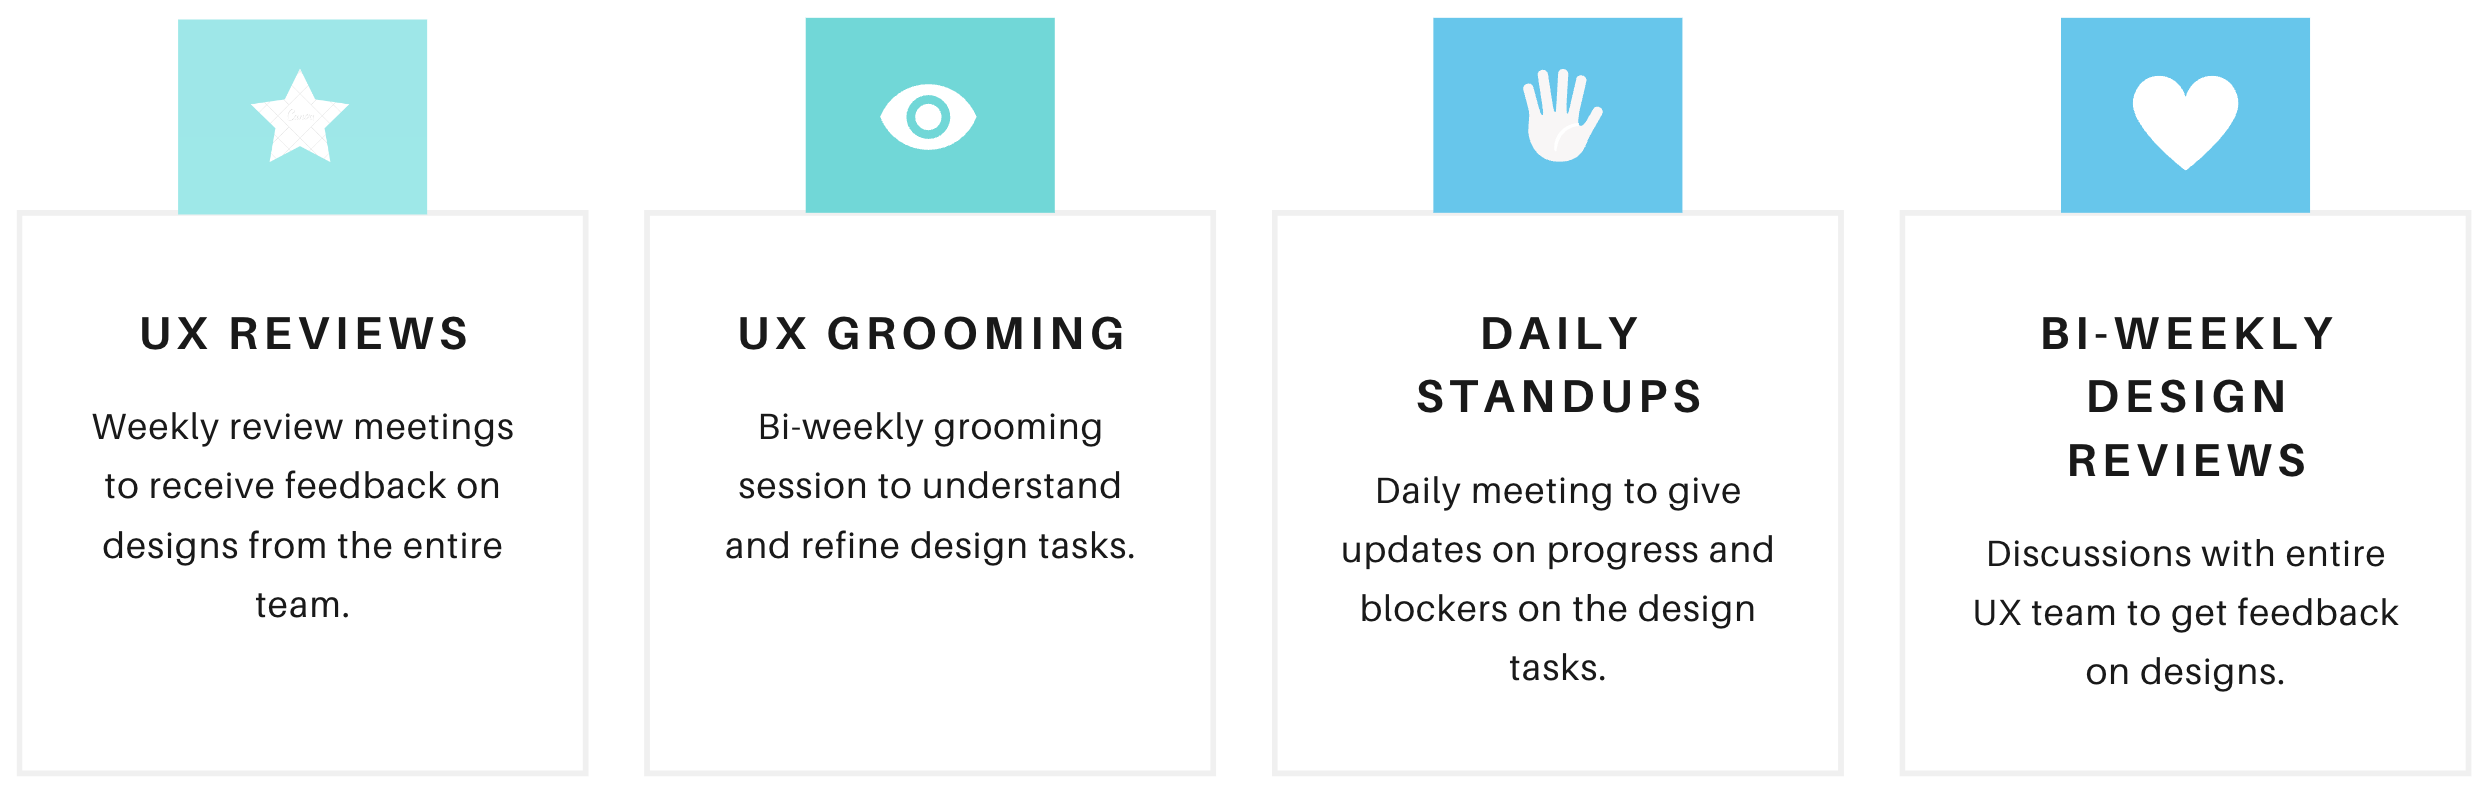 UX REVIEWS
Weekly review meetings
to receive feedback on
designs from the entire
team.
UX GROOMING
Bi-weekly grooming
session to understand
and refine design tasks.
DAILY
STANDUPS
Daily meeting to give
updates on progress and
blockers on the design
tasks.
BI-WEEKLY
DESIGN
REVIEWS
Discussions with entire
UX team to get feedback
on designs.